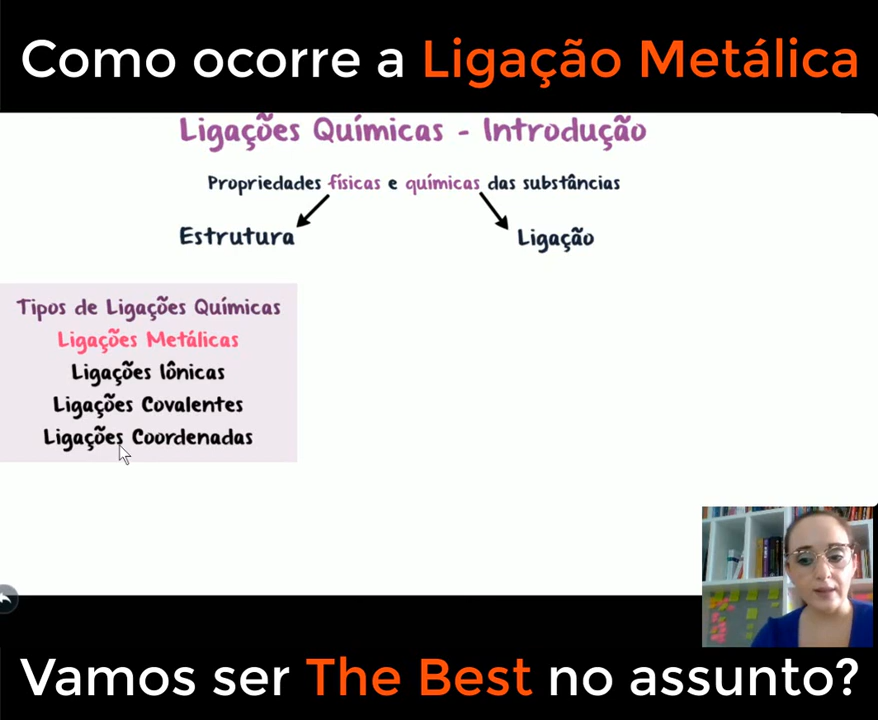 Como ocorre a Ligação Metálica
Ligações Químicas - Introdução
Propriedades físicas e químicas das substâncias
Estrutura
Ligação
Tipos de Ligações Químicas
Ligações Metálicas
Ligações Iônicas
Ligações Covalentes
Ligações Coordenadas
Vamos ser The Best no assunto?